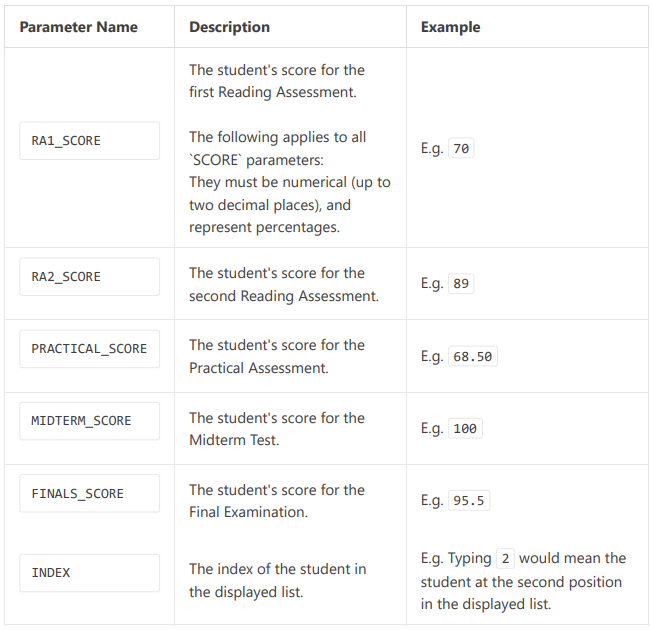 Parameter Name Description Example
The student's score for the
first Reading Assessment.
RA1_SCORE
The following applies to all
`SCORE` parameters:
They must be numerical (up to
two decimal places), and
represent percentages.
E.g. 70
RA2_SCORE
The student's score for the
second Reading Assessment.
E.g. 89
PRACTICAL_SCORE
The student's score for the
Practical Assessment.
E.g. 68.50
MIDTERM_SCORE
The student's score for the
Midterm Test.
E.g. 100
FINALS_SCORE
The student's score for the
Final Examination.
E.g. 95.5
INDEX
The index of the student in
the displayed list.
E.g. Typing 2 would mean the
student at the second position
in the displayed list.